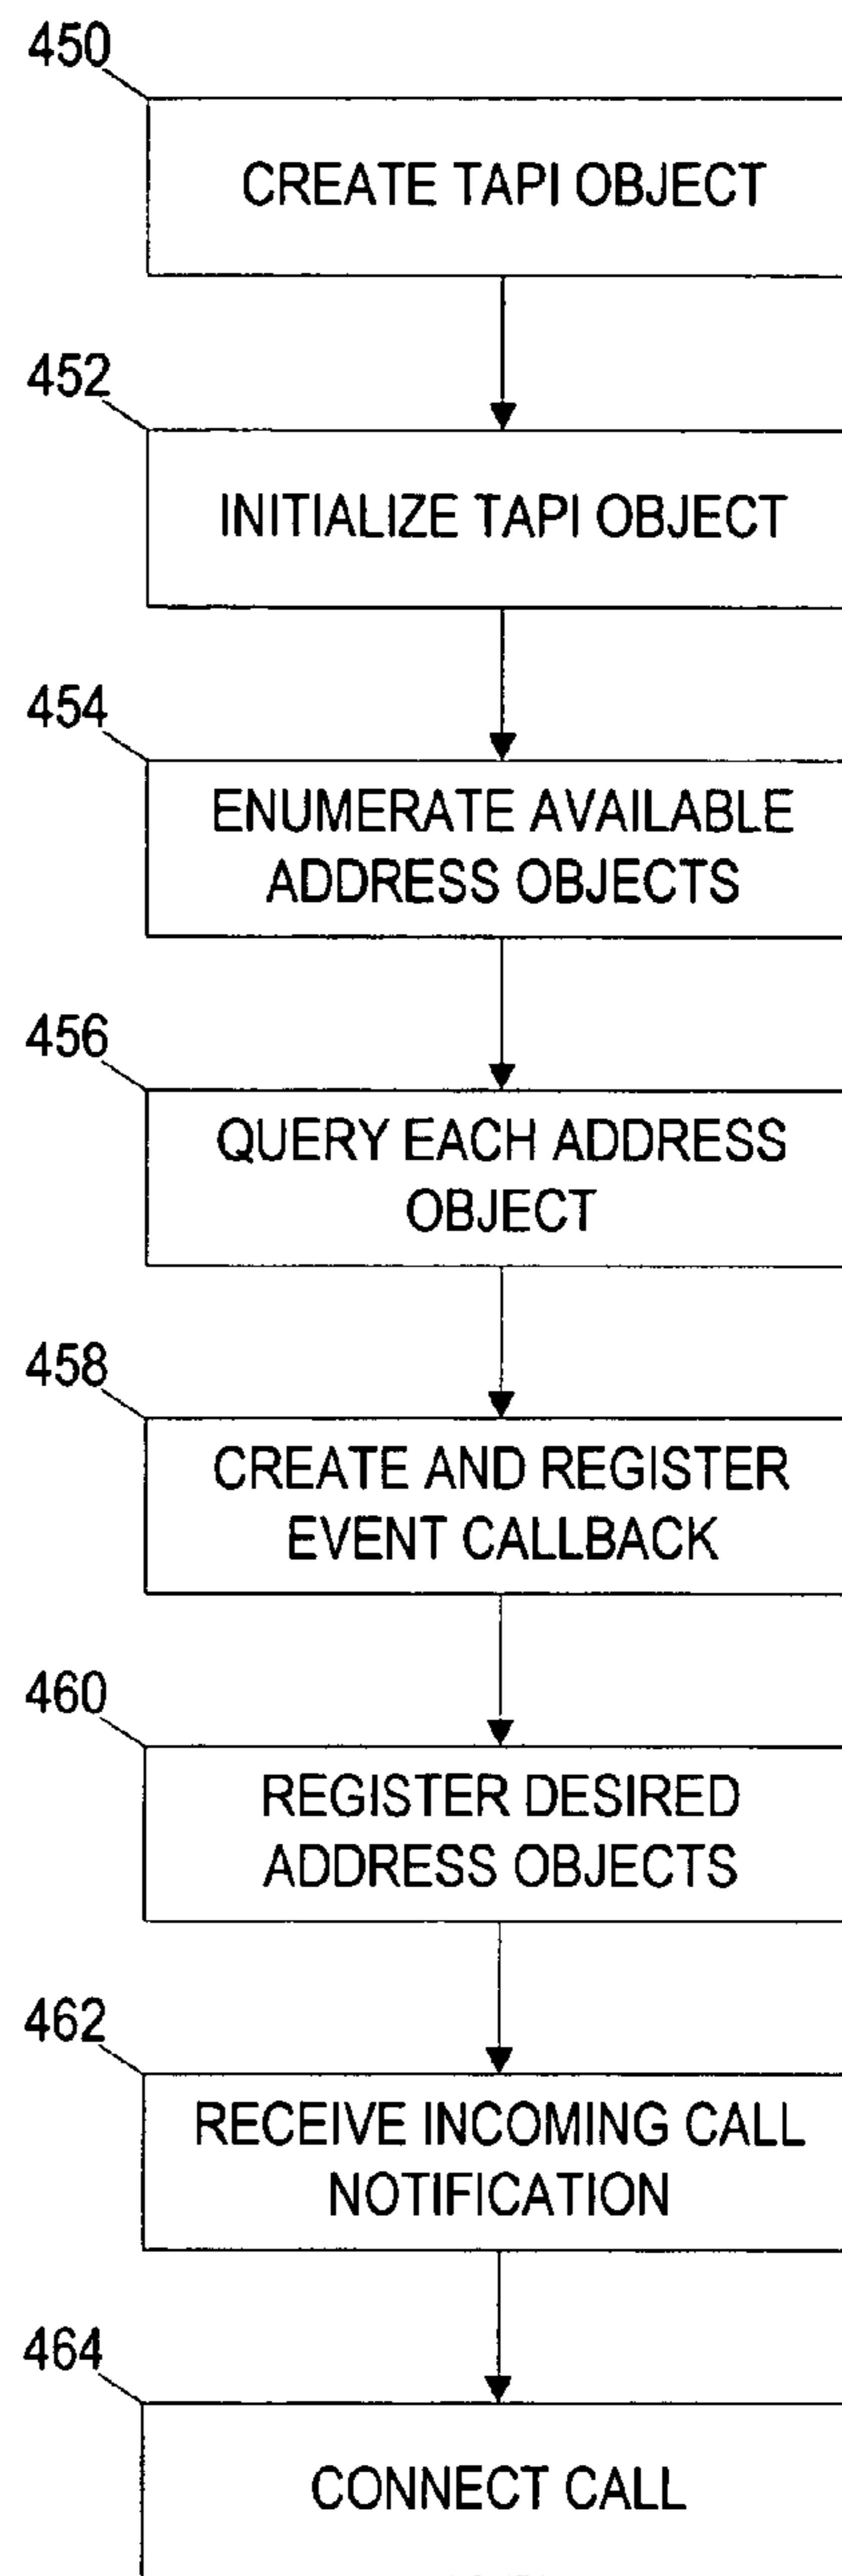 450
CREATE TAPI OBJECT
452
INITIALIZE TAPI OBJECT
454
ENUMERATE AVAILABLE
ADDRESS OBJECTS
456
QUERY EACH ADDRESS
OBJECT
458
CREATE AND REGISTER
EVENT CALLBACK
460
REGISTER DESIRED
ADDRESS OBJECTS
462
RECEIVE INCOMING CALL
NOTIFICATION
464
CONNECT CALL